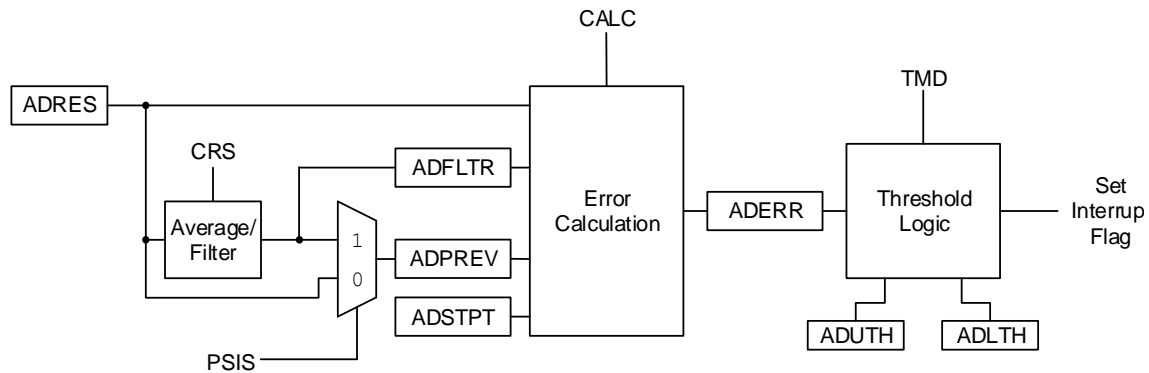 CALC
TMD
ADRES
CRS
ADFLTR
Average/
Filter
1
0
ADPREV
ADSTPT
PSIS
Error
Calculation
ADERR
Threshold
Logic
ADUTH
ADLTH
Set
Interrup
Flag